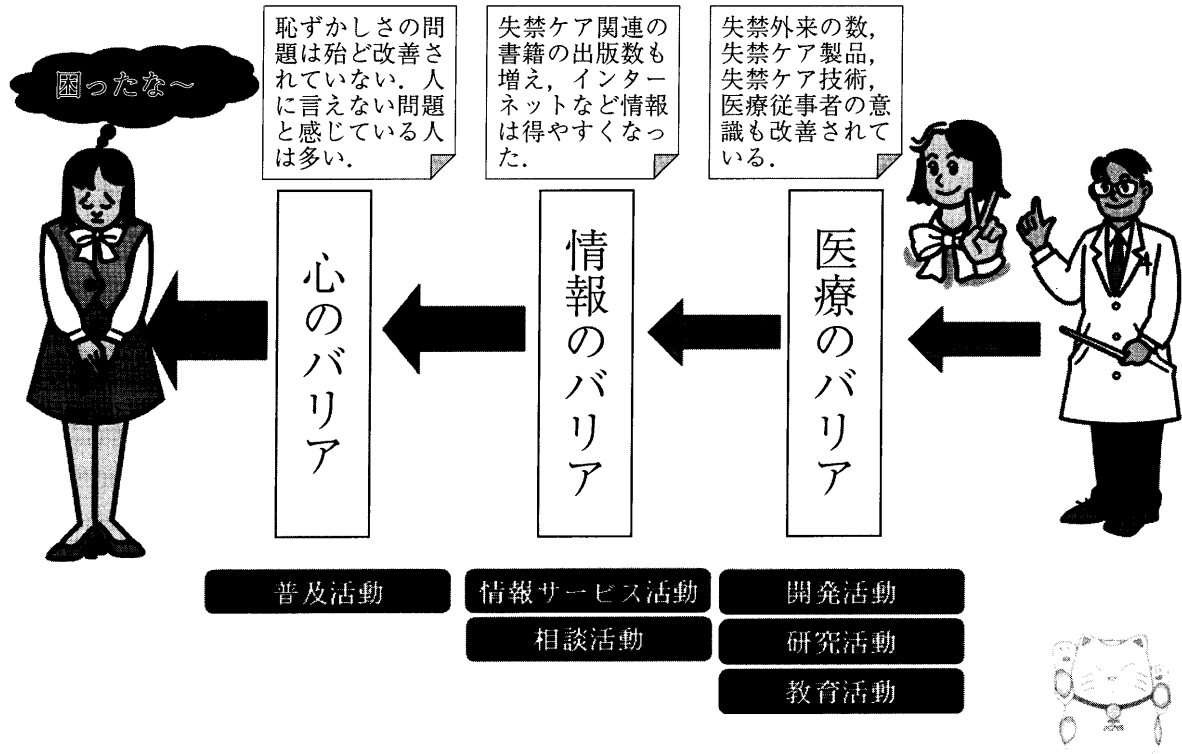 困ったな～
恥ずかしさの問
題は殆ど改善さ
れていない．人
に言えない問題
と感じている人
は多い．
失禁ケア関連の
書籍の出版数も
増え，インター
ネットなど情報
は得やすくなっ
た．
失禁外来の数，
失禁ケア製品，
失禁ケア技術，
医療従事者の意
識も改善されて
いる．
心のバリア
情報のバリア
医療のバリア
普及活動
情報サービス活動
相談活動
開発活動
研究活動
教育活動